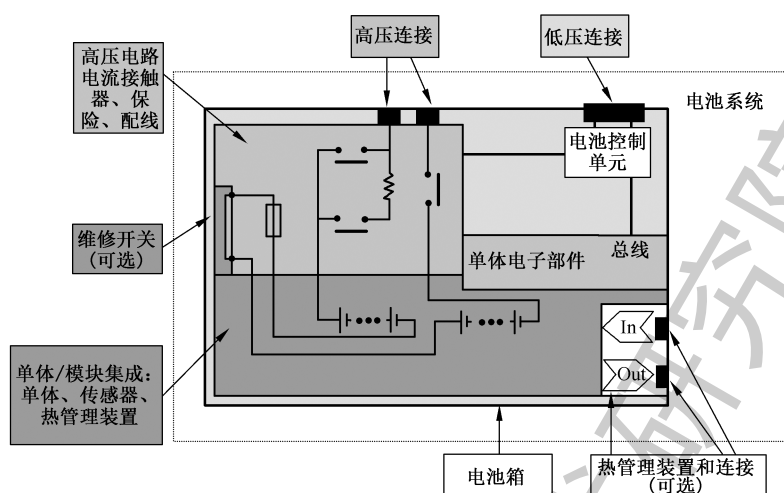 高压电路
电流接触
器、保
险、配线
高压连接
低压连接
电池系统
电池控制
单元
维修开关
(可选)
单体电子部件
总线
单体/模块集成：
单体、传感器、
热管理装置
In
Out
电池箱
热管理装置和连接
(可选)
研究院